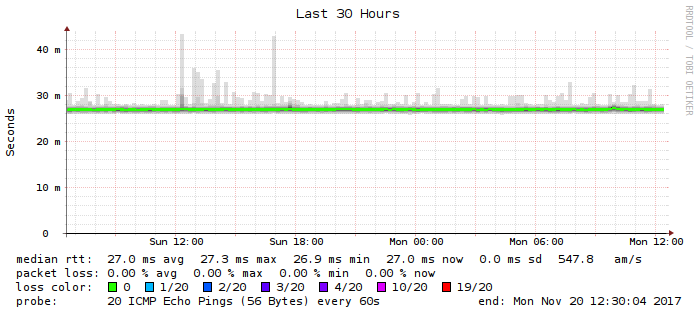 Last 30 Hours
RRDTOOL / TOBI OETIKER
Seconds
40 m
30 m
20 m
10 m
0
Sun 12:00 Sun 18:00 Mon 00:00 Mon 06:00 Mon 12:00
median rtt: 27.0 ms avg 27.3 ms max 26.9 ms min 27.0 ms now 0.0 ms sd 547.8 am/s
packet loss: 0.00 % avg 0.00 % max 0.00 % min 0.00 % now
loss color: 0 1/20 2/20 3/20 4/20 10/20 19/20
probe: 20 ICMP Echo Pings (56 Bytes) every 60s end: Mon Nov 20 12:30:04 2017